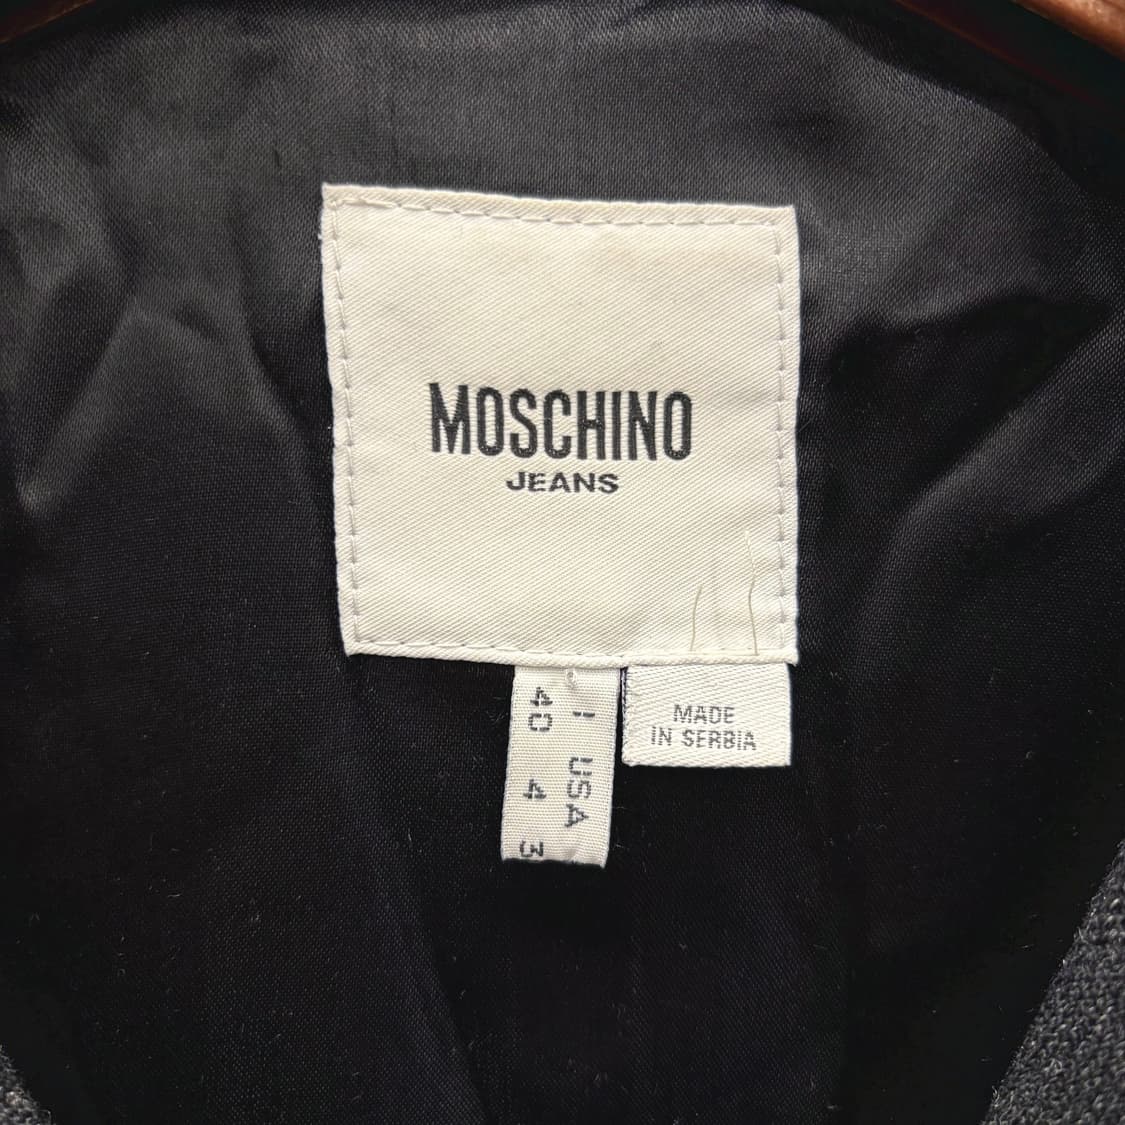 MOSCHINO
JEANS
I USA
40 4 3
MADE
IN SERBIA